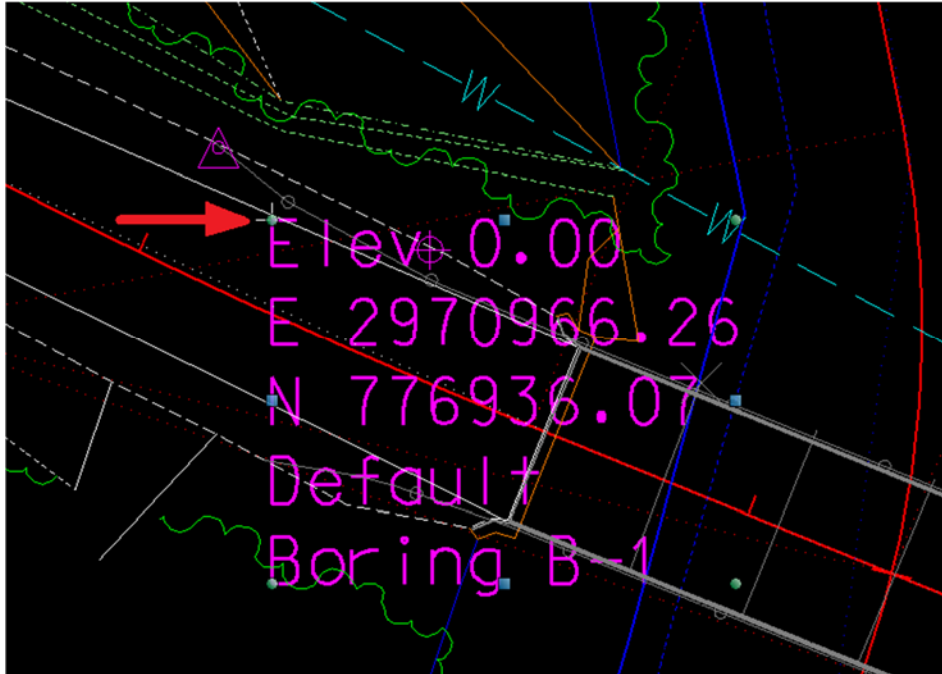 W
W
Elev 0.00
E 2970966.26
N 776936.07
Default
Boring B-1